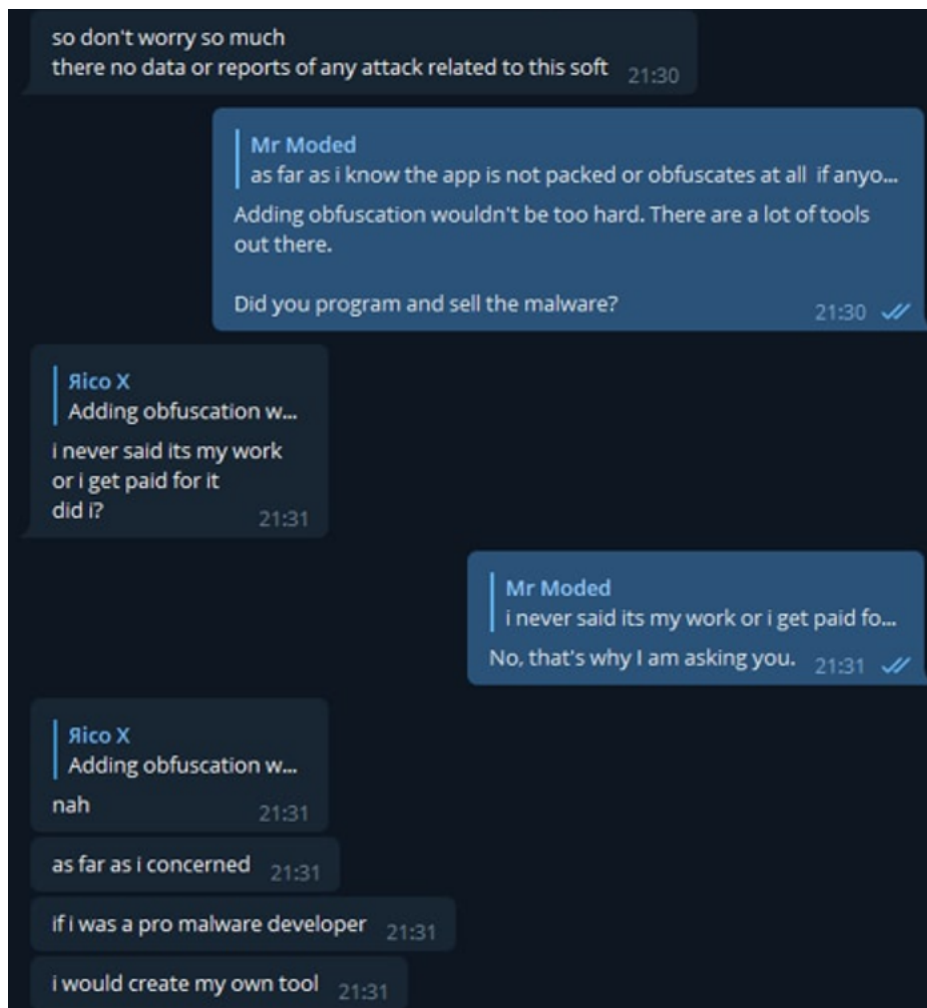 so don't worry so much
there no data or reports of any attack related to this soft 21:30
Mr Moded
as far as i know the app is not packed or obfuscates at all if anyo...
Adding obfuscation wouldn't be too hard. There are a lot of tools
out there.
Did you program and sell the malware?
21:30
Яico X
Adding obfuscation w...
i never said its my work
or i get paid for it
did i?
21:31
Mr Moded
i never said its my work or i get paid fo...
No, that's why I am asking you. 21:31
Яico X
Adding obfuscation w...
nah
21:31
as far as i concerned 21:31
if i was a pro malware developer 21:31
i would create my own tool 21:31